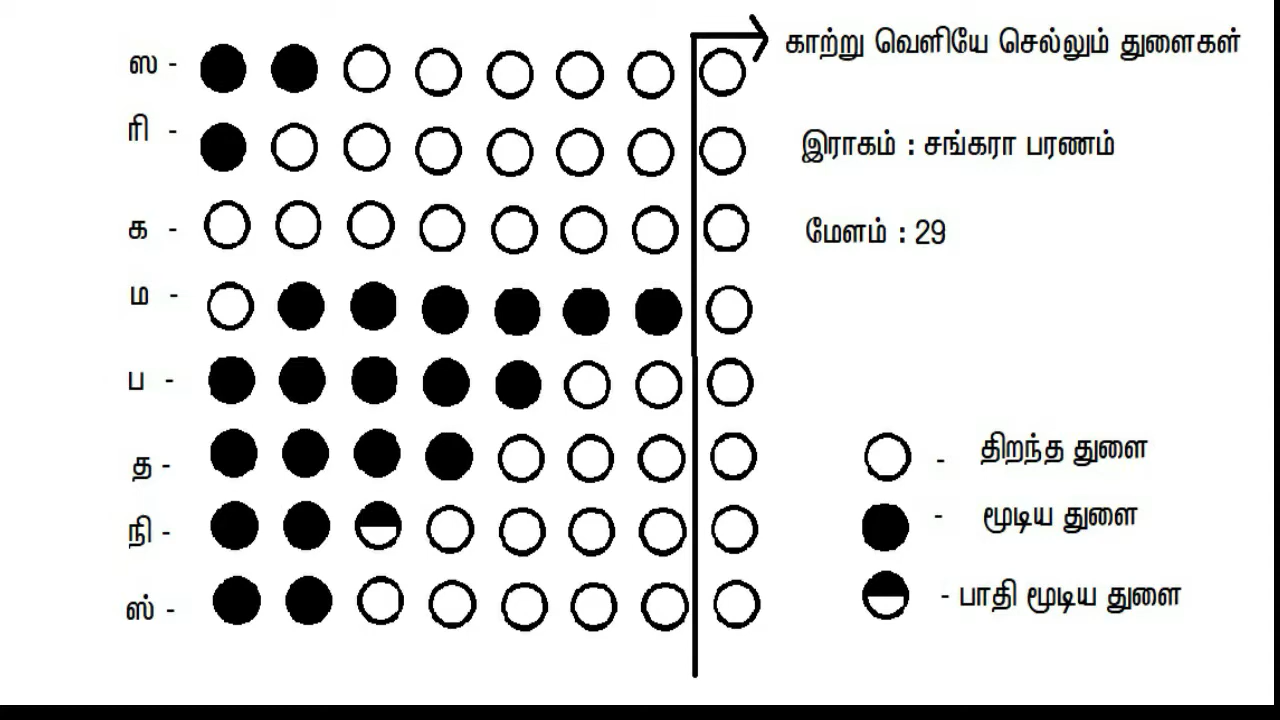 ஸ -
காற்று வெளியே செல்லும் துளைகள்
ரி -
இராகம் : சங்கரா பரணம்
க -
மேளம் : 29
ம -
ப -
த -
- திறந்த துளை
நி -
- மூடிய துளை
ஸ் -
- பாதி மூடிய துளை